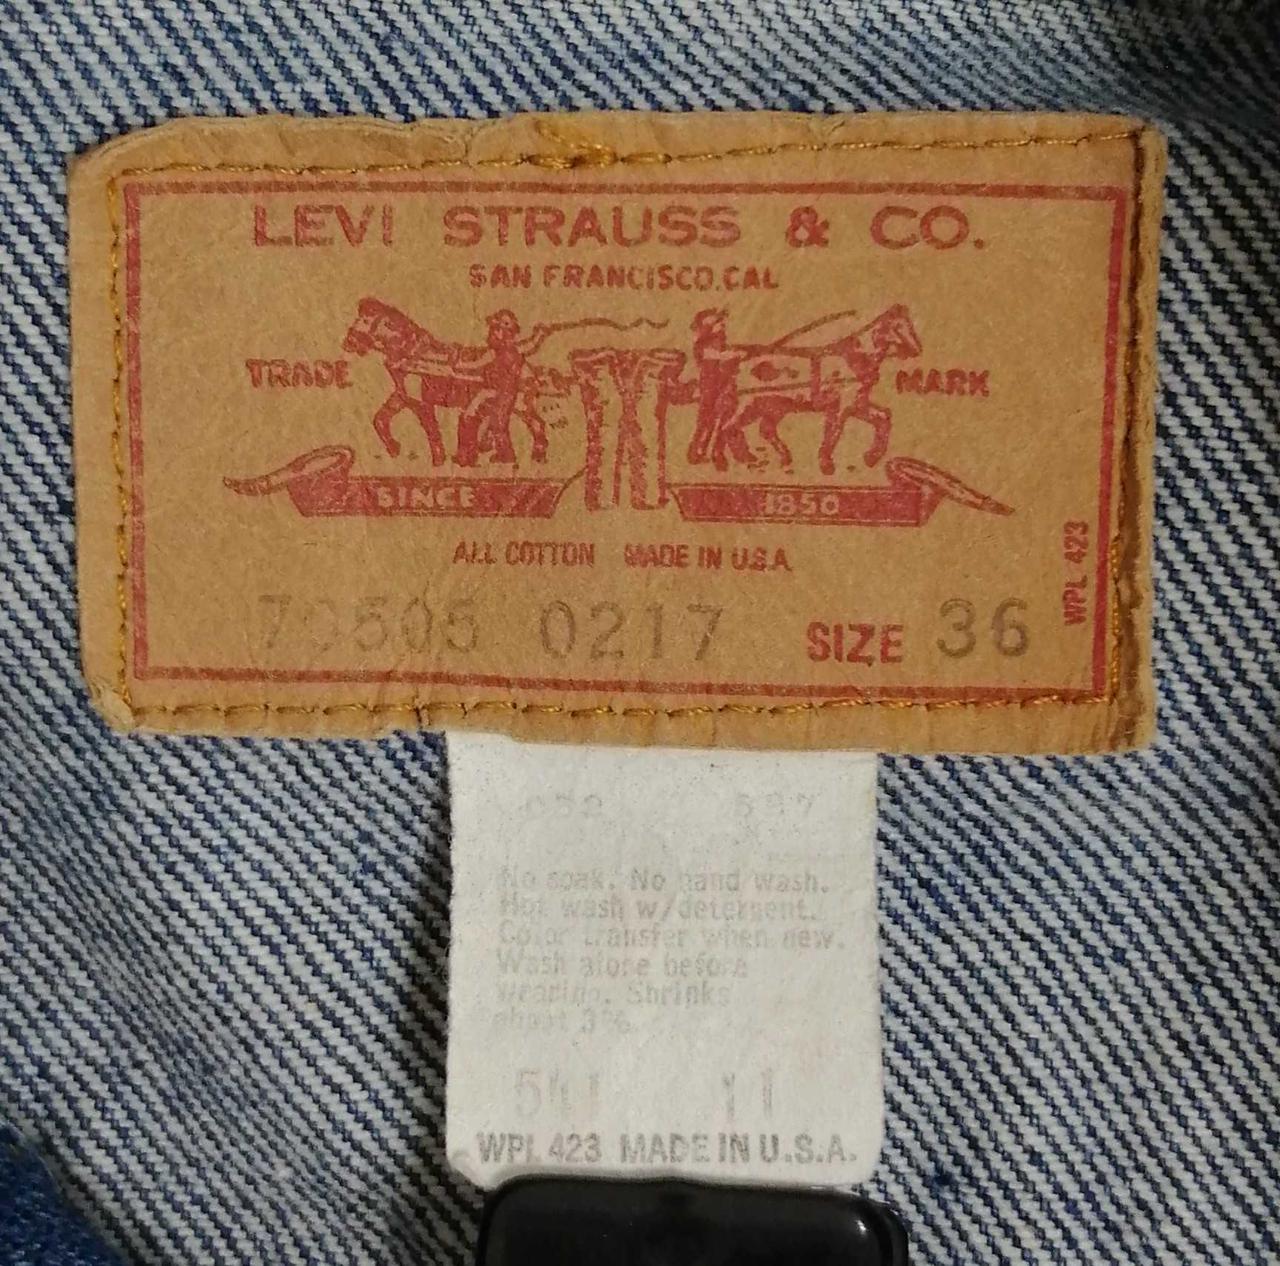 LEVI STRAUSS & CO.
SAN FRANCISCO, CAL
TRADE MARK
SINCE 1850
ALL COTTON MADE IN U.S.A.
WPL 423
70505 0217 SIZE 36
No soak. No hand wash.
Hot wash w/detergent.
Color transfer when new.
Wash alone before
wearing. Shrinks
about 3%.
11
WPL 423 MADE IN U.S.A.